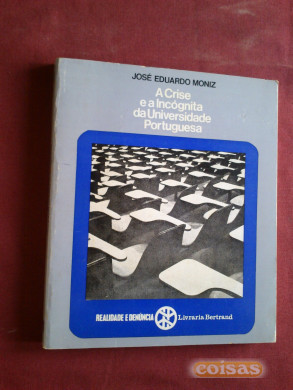 JOSÉ EDUARDO MONIZ
A Crise
e a Incógnita
da Universidade
Portuguesa
REALIDADE E DENÚNCIA Livraria Bertrand
coisas